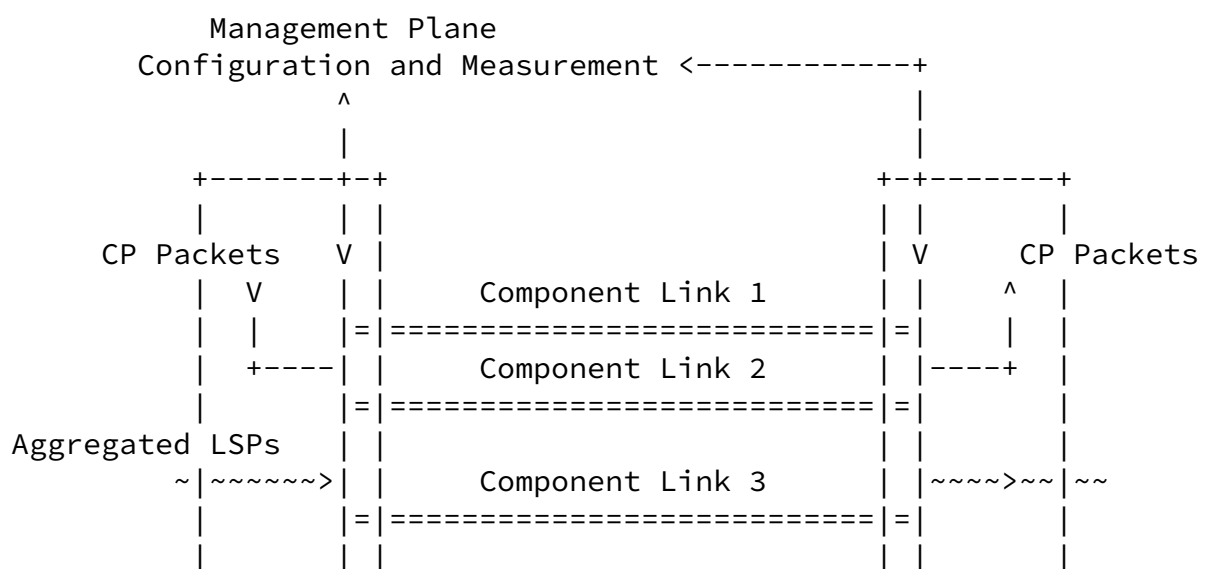 Management Plane
Configuration and Measurement <------------+
^ |
| |
+-------+-+ +-+-------+
| | | | | |
CP Packets V | | V CP Packets
| V | | Component Link 1 | | ^ |
| | |=|===========================|=| | |
| +----| | Component Link 2 | |----+ |
| |=|===========================|=| |
Aggregated LSPs | | | | |
~|~~~~~~>| | Component Link 3 | |~~~~>~~|~~
| |=|===========================|=| |
| | | | | |